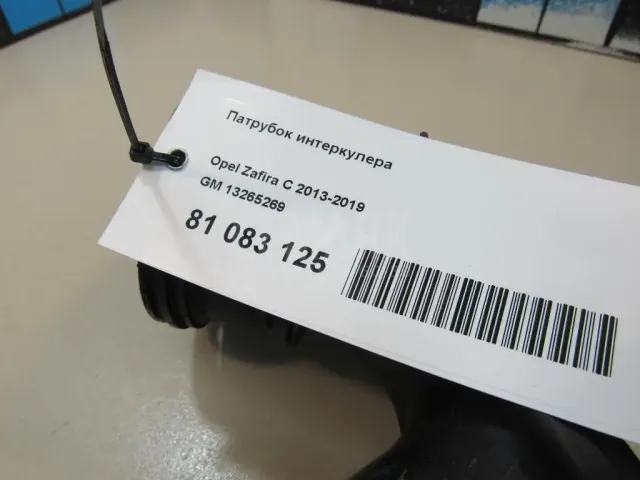 Патрубок интеркулера
Opel Zafira C 2013-2019
GM 13265269
81 083 125